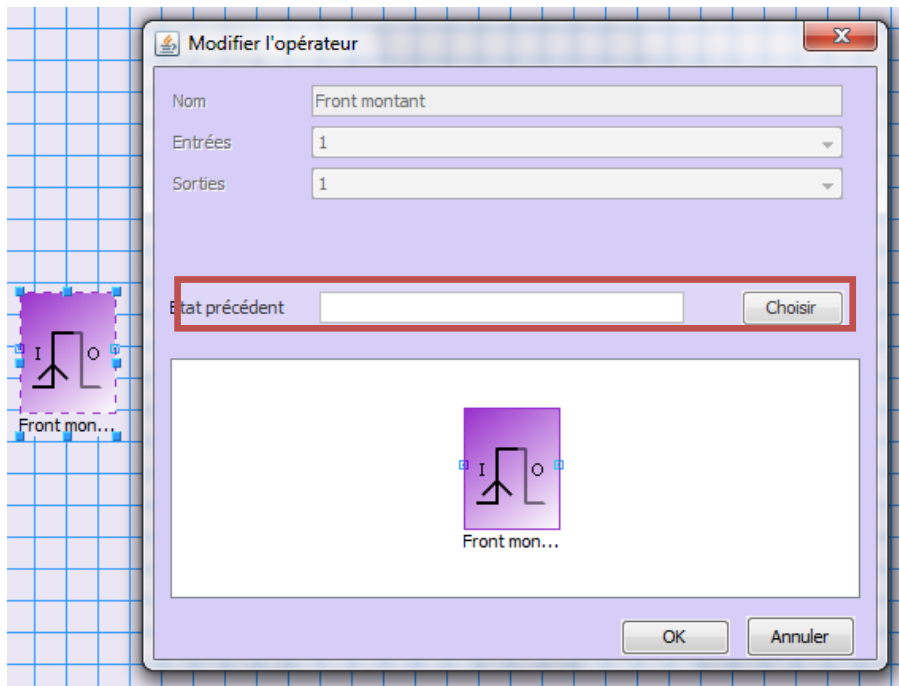 Modifier l'opérateur
Nom Front montant
Entrées 1
Sorties 1
Etat précédent Choisir
I O
Front mon...
I O
Front mon...
OK Annuler